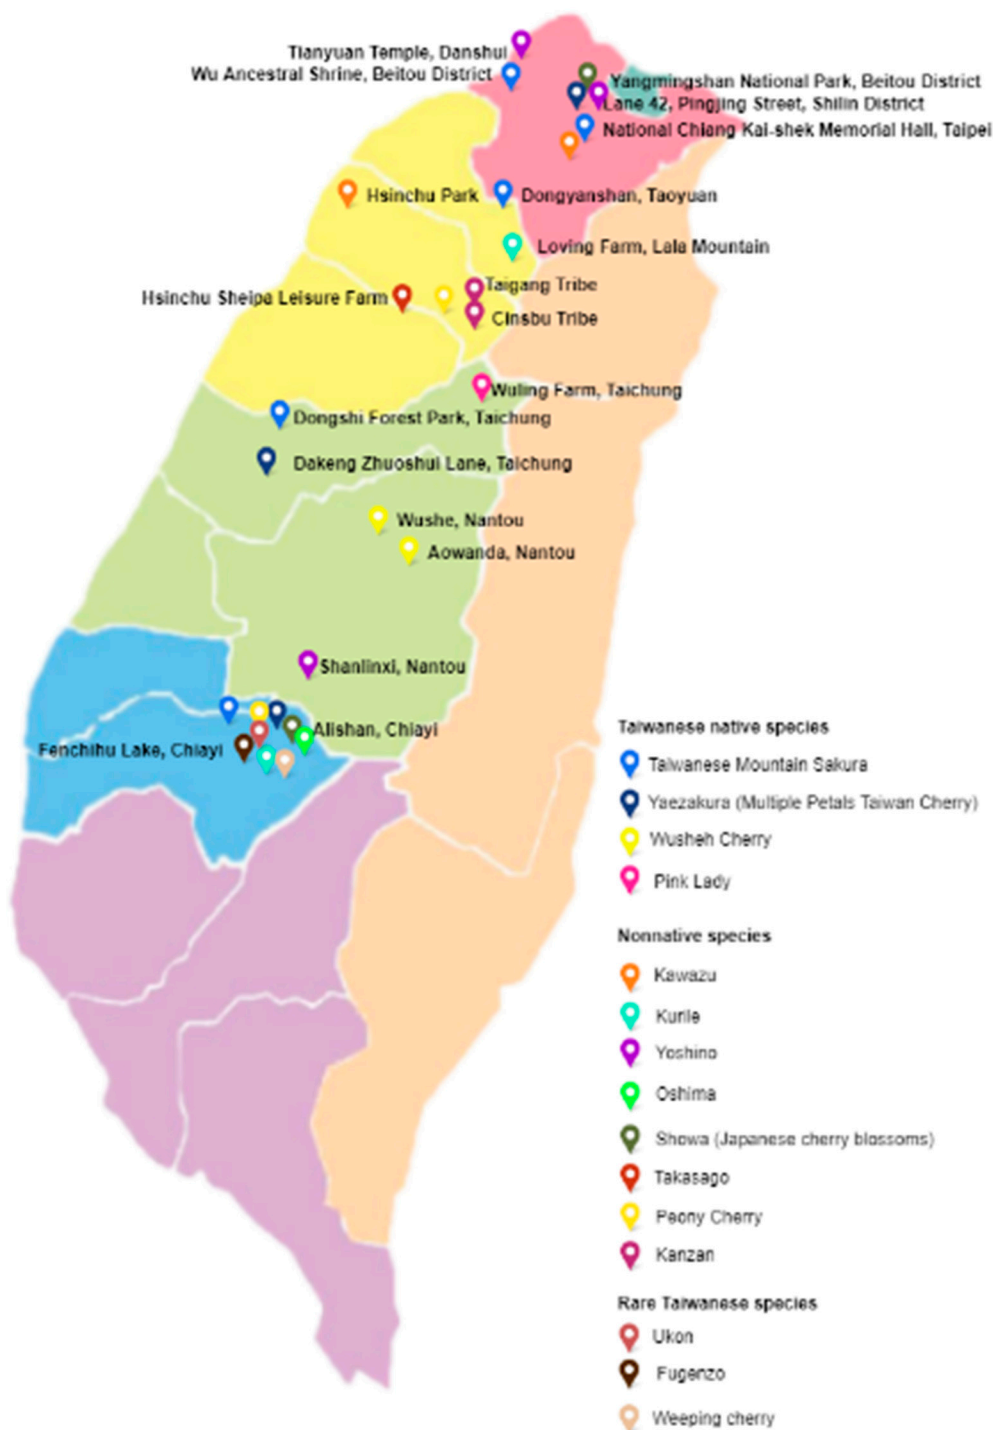 Tianyuan Temple, Danshui
Wu Ancestral Shrine, Beitou District
Yangmingshan National Park, Beitou District
Lane 42, Pingjing Street, Shilin District
National Chiang Kai-shek Memorial Hall, Taipei
Hsinchu Park
Dongyanshan, Taoyuan
Loving Farm, Lala Mountain
Taigang Tribe
Hsinchu Sheipa Leisure Farm
Cinsbu Tribe
Wuling Farm, Taichung
Dongshi Forest Park, Taichung
Dakeng Zhuoshui Lane, Taichung
Wushe, Nantou
Aowanda, Nantou
Shanlinxi, Nantou
Alishan, Chiayi
Fenchihu Lake, Chiayi
Taiwanese native species
Taiwanese Mountain Sakura
Yaezakura (Multiple Petals Taiwan Cherry)
Wusheh Cherry
Pink Lady
Nonnative species
Kawazu
Kurile
Yoshino
Oshima
Showa (Japanese cherry blossoms)
Takasago
Peony Cherry
Kanzan
Rare Taiwanese species
Ukon
Fugenzo
Weeping cherry